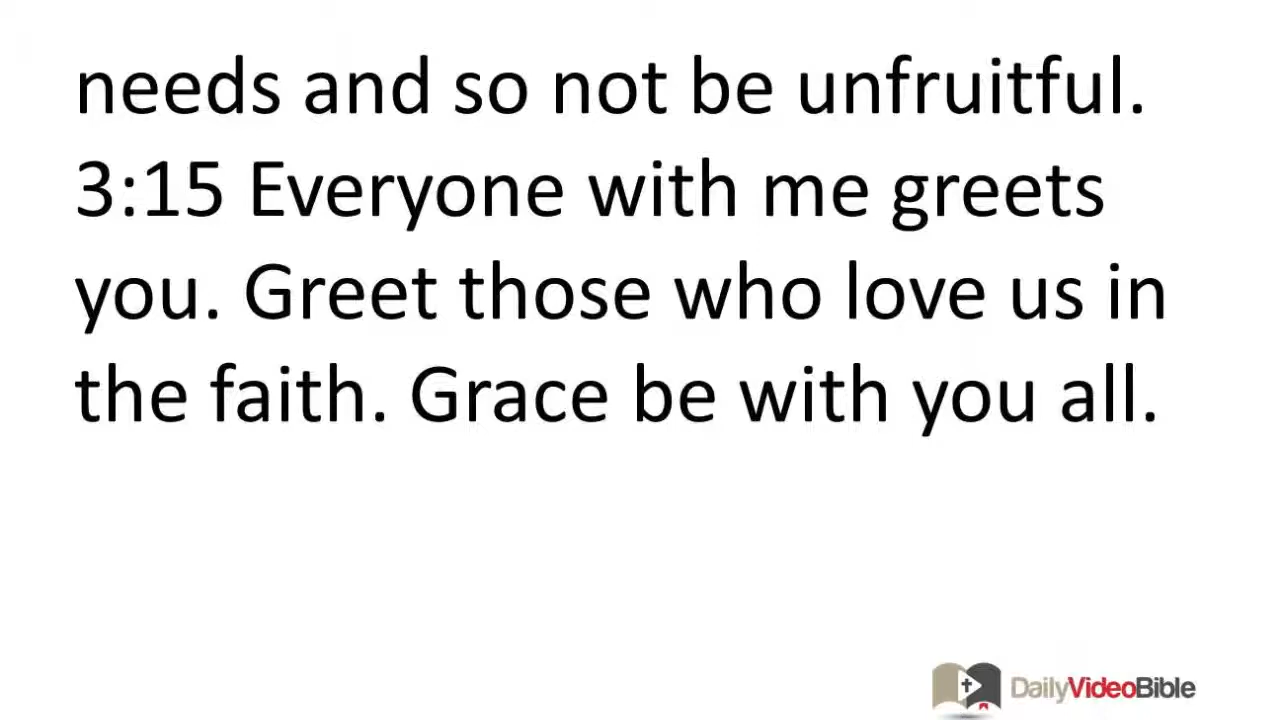 needs and so not be unfruitful.
3:15 Everyone with me greets
you. Greet those who love us in
the faith. Grace be with you all.
DailyVideoBible